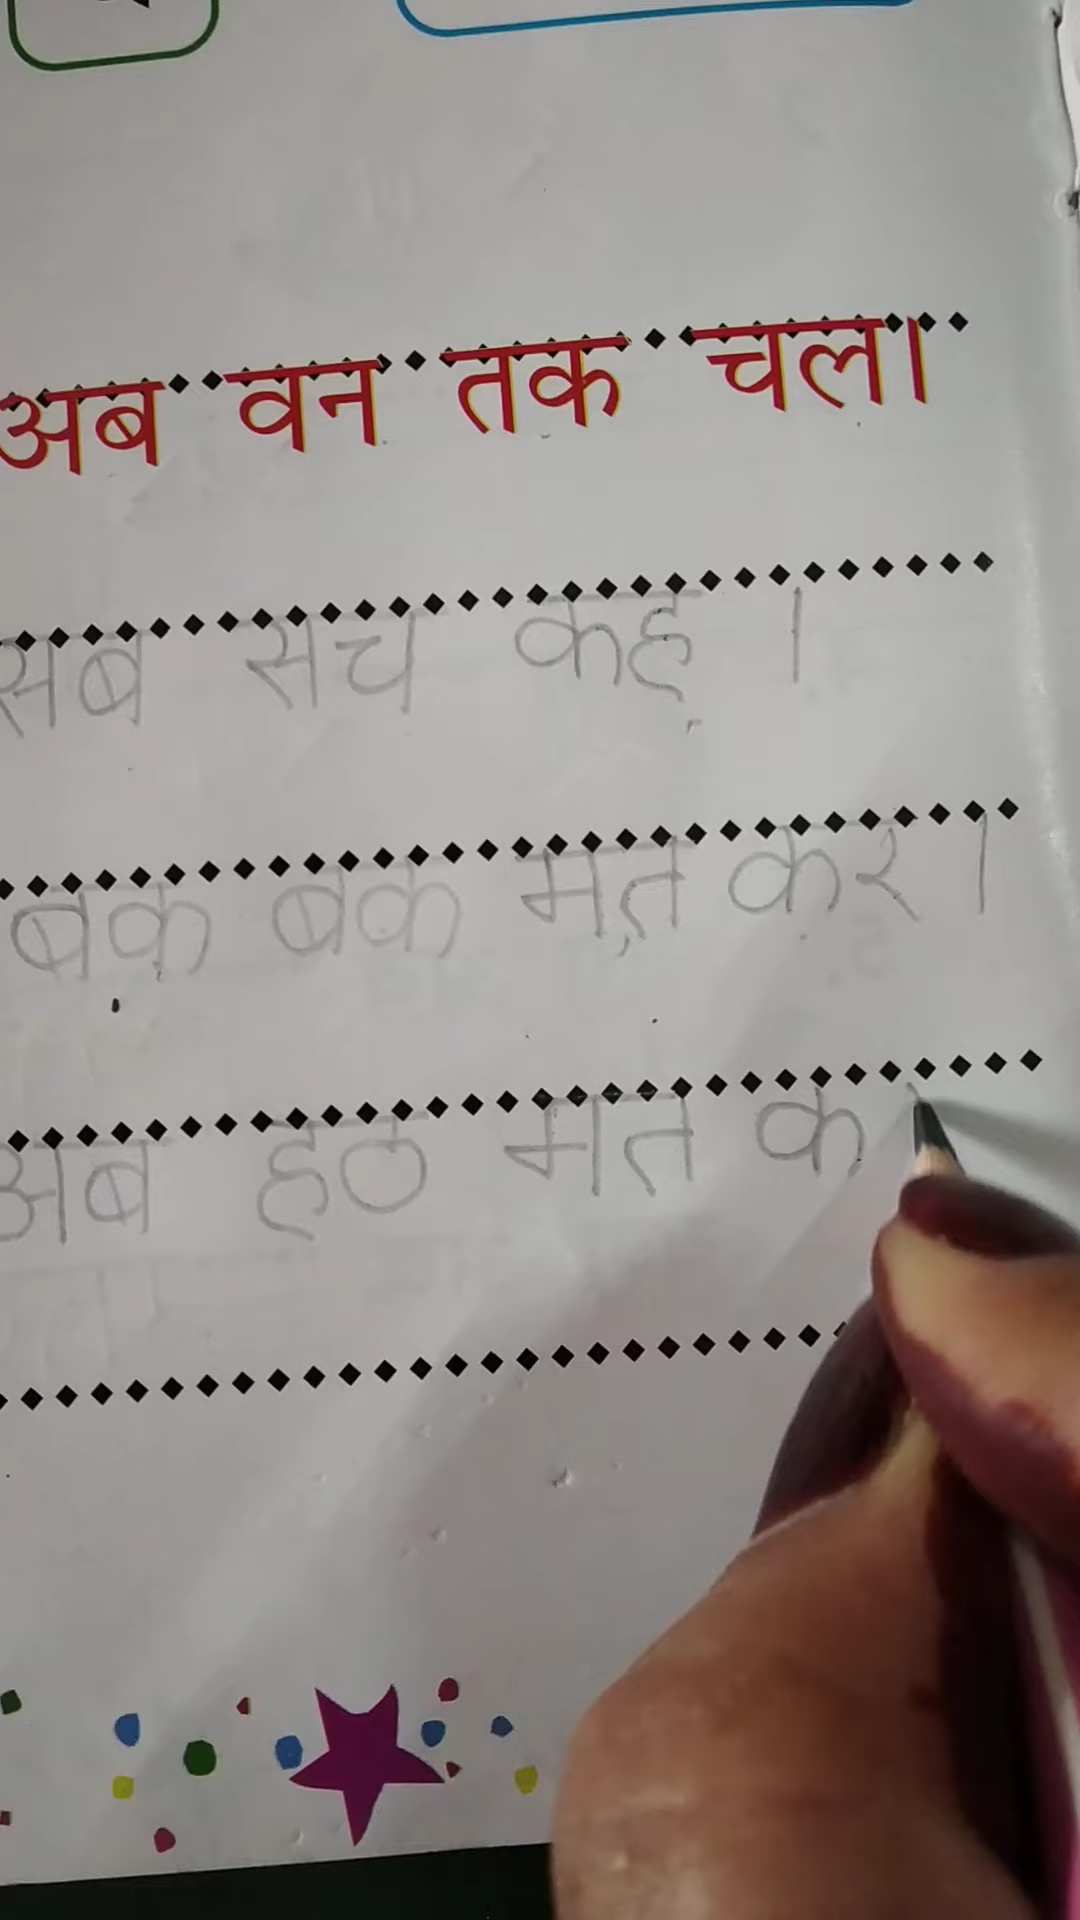 अब वन तक चल।
सब सच कह ।
बक बक मत कर ।
अब हठ मत क